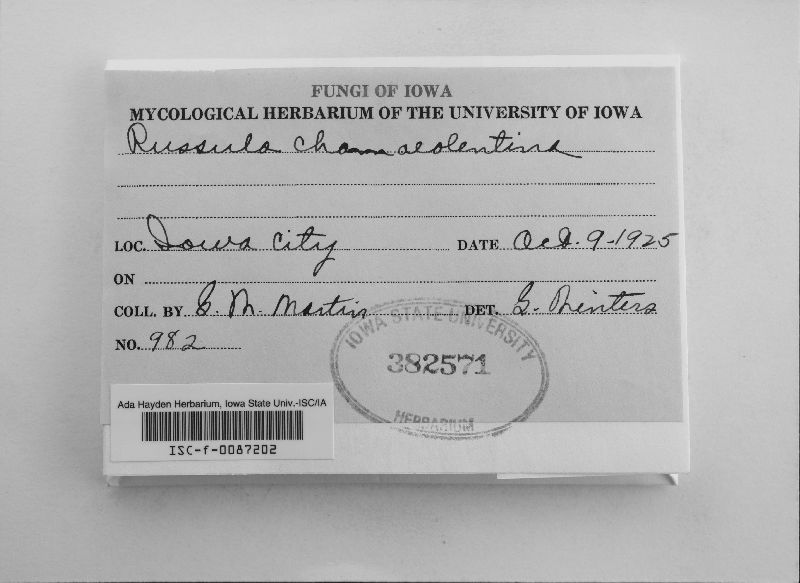 FUNGI OF IOWA
MYCOLOGICAL HERBARIUM OF THE UNIVERSITY OF IOWA
Russula chamaeolentina
LOC. Iowa City DATE Oct. 9-1925
ON
COLL. BY G. M. Martin DET. G.
NO. 982
IOWA STATE UNIVERSITY
382571
HERBARIUM
Ada Hayden Herbarium, Iowa State Univ.-ISC/IA
ISC-f-0087202